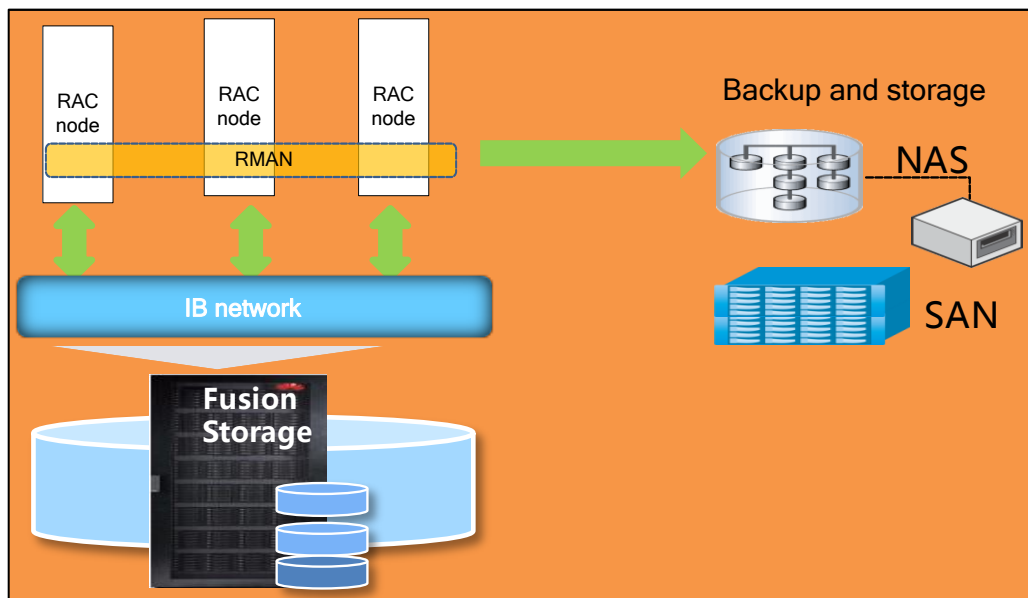 RAC
node
RAC
node
RAC
node
RMAN
Backup and storage
NAS
SAN
IB network
Fusion
Storage